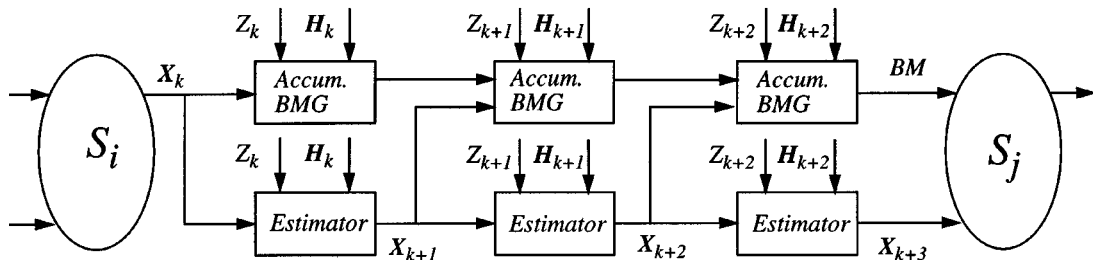 Z_k H_k Z_{k+1} H_{k+1} Z_{k+2} H_{k+2}
X_k Accum. BMG Accum. BMG Accum. BMG BM
S_i S_j
Z_k H_k Z_{k+1} H_{k+1} Z_{k+2} H_{k+2}
Estimator Estimator Estimator
X_{k+1} X_{k+2} X_{k+3}